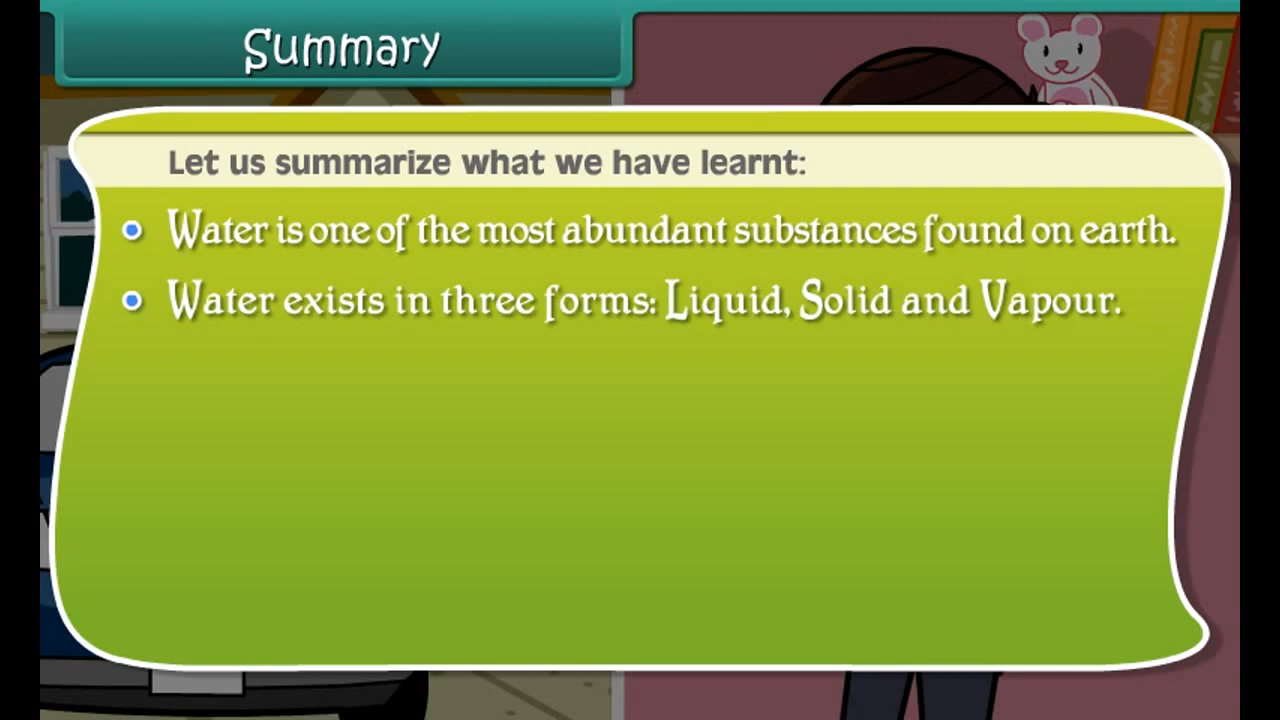 Summary
Let us summarize what we have learnt:
Water is one of the most abundant substances found on earth.
Water exists in three forms: Liquid, Solid and Vapour.